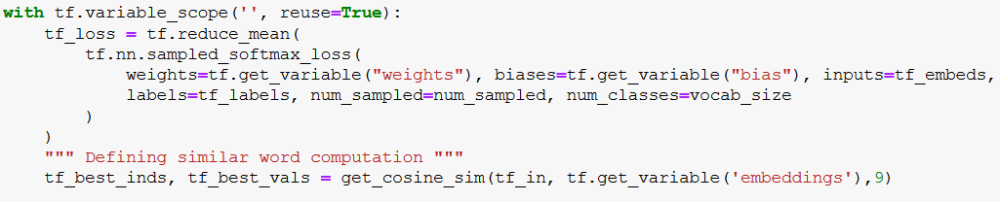 with tf.variable_scope('', reuse=True):
    tf_loss = tf.reduce_mean(
        tf.nn.sampled_softmax_loss(
            weights=tf.get_variable("weights"), biases=tf.get_variable("bias"), inputs=tf_embeds,
            labels=tf_labels, num_sampled=num_sampled, num_classes=vocab_size
        )
    )
    """ Defining similar word computation """
    tf_best_inds, tf_best_vals = get_cosine_sim(tf_in, tf.get_variable('embeddings'),9)